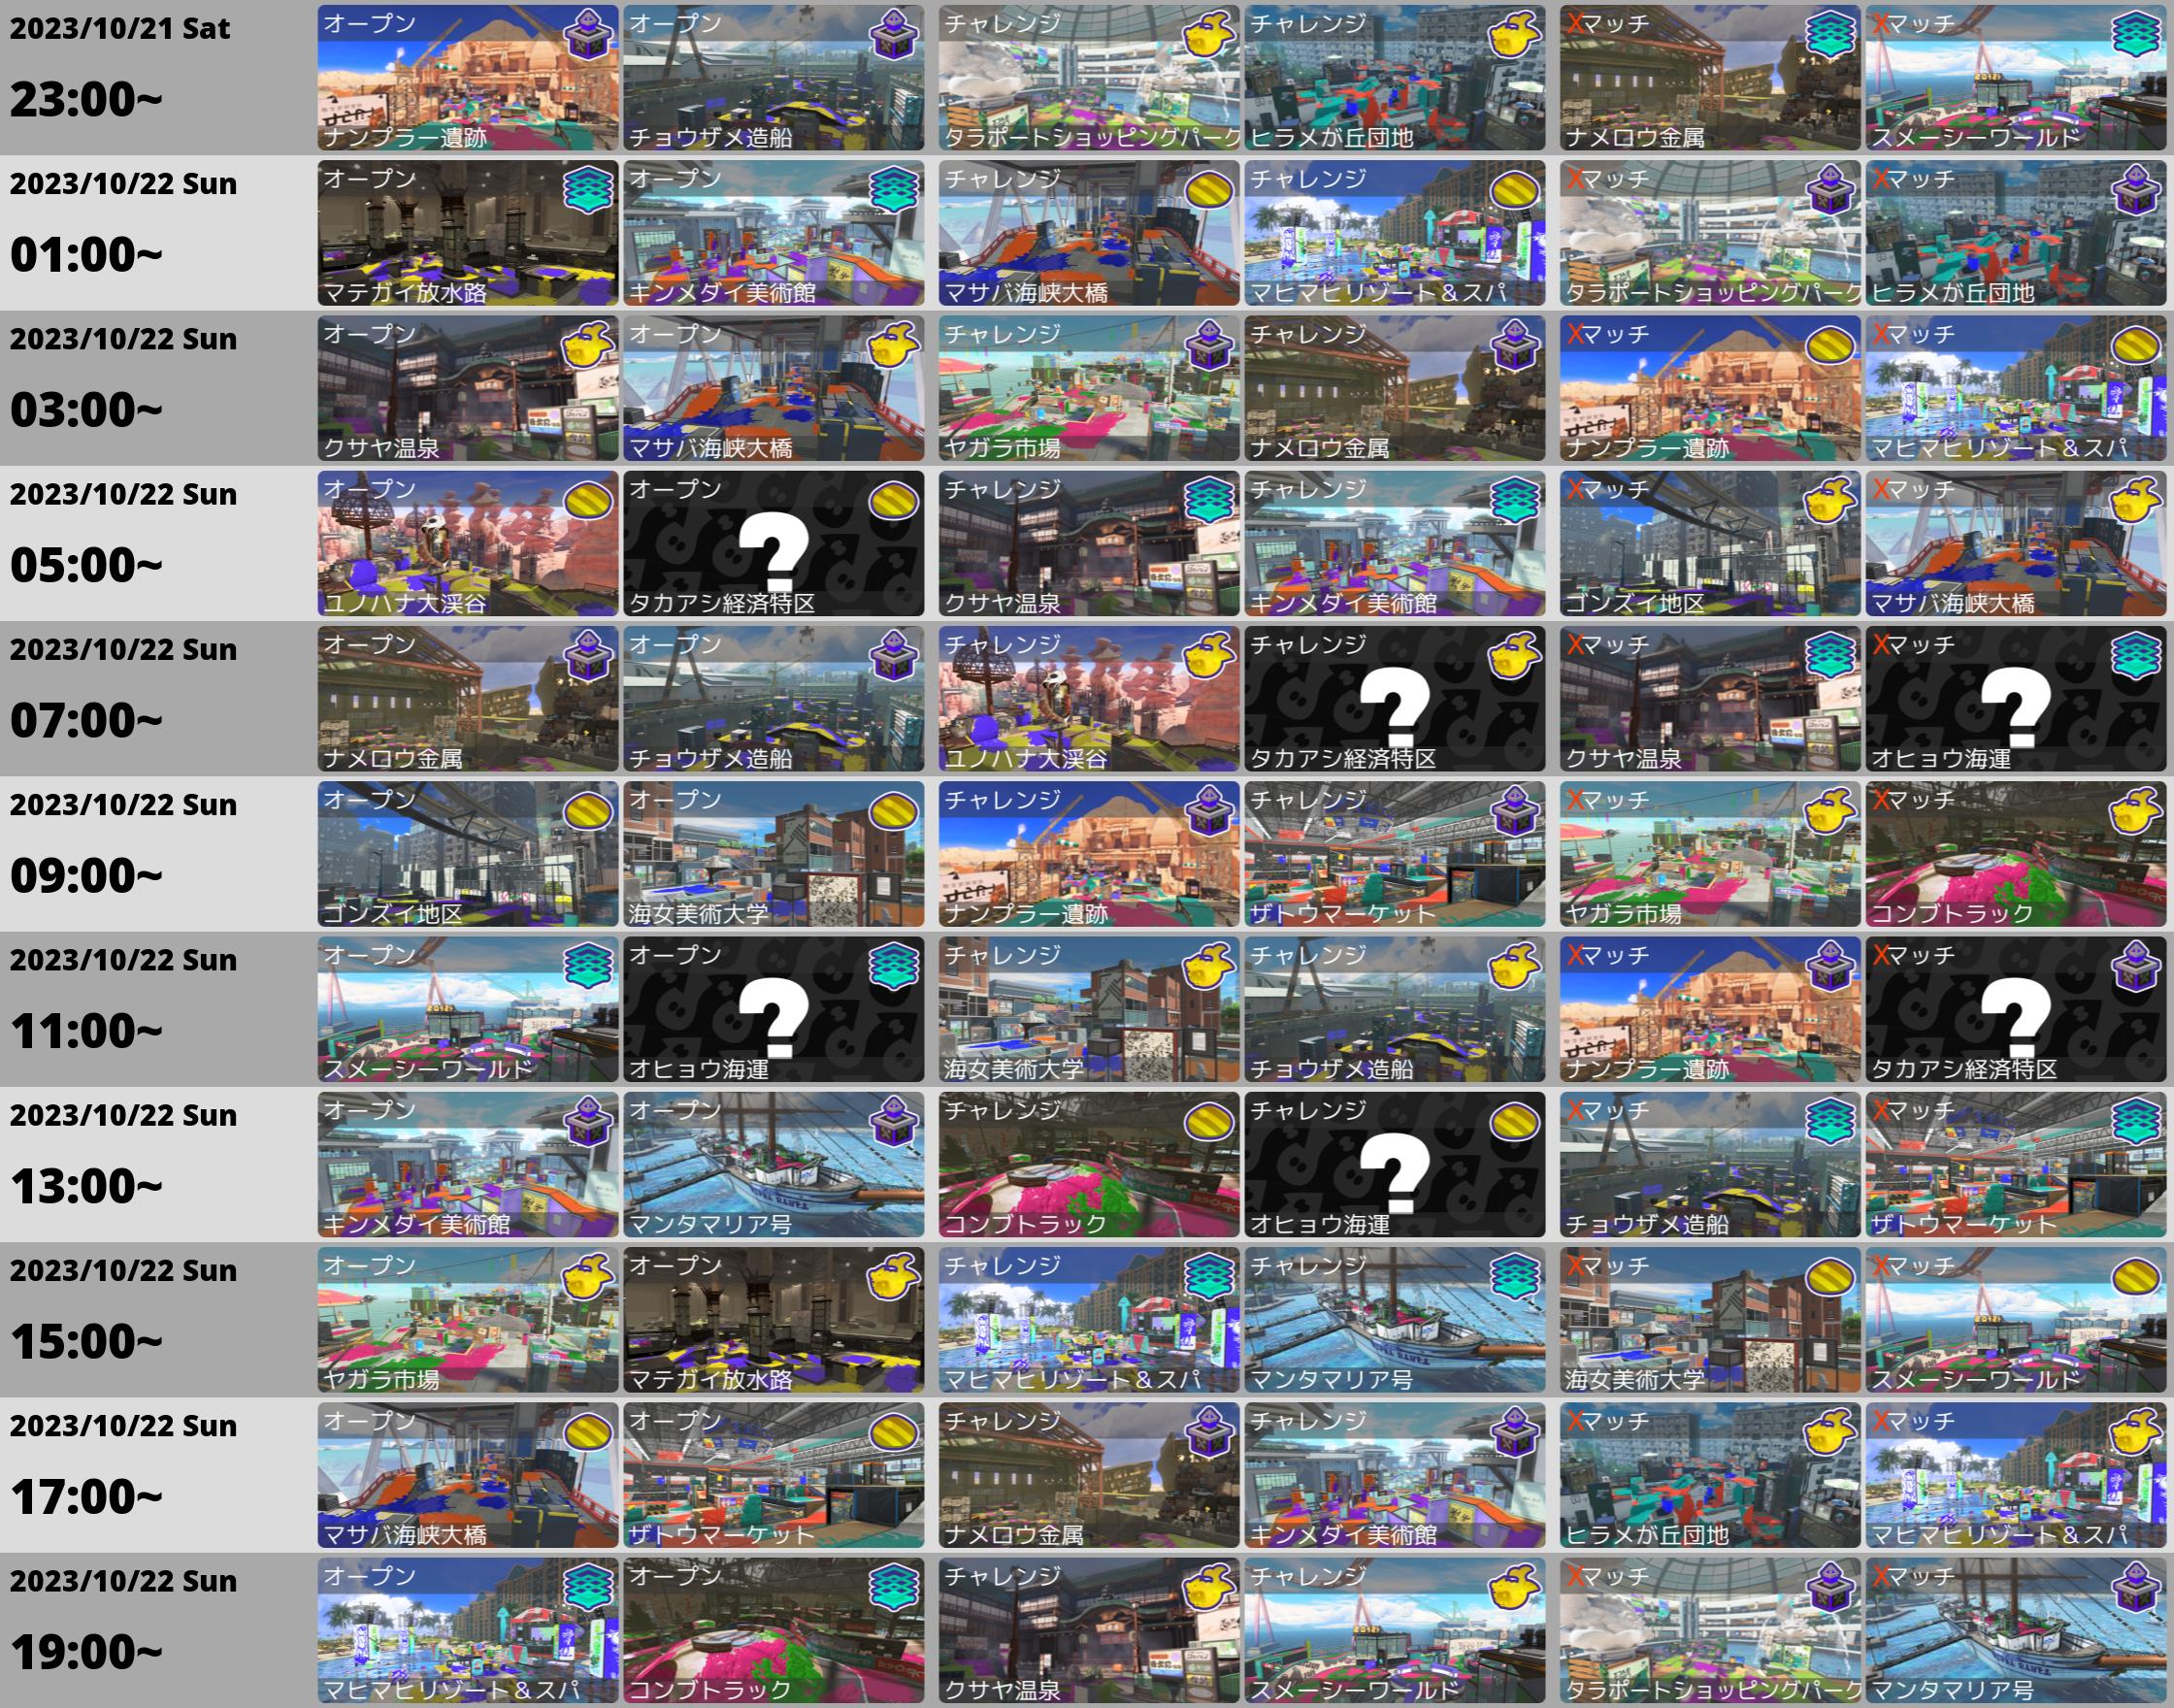 2023/10/21 Sat
23:00~
オープン
ナンプラー遺跡
オープン
チョウザメ造船
チャレンジ
タラポートショッピングパーク
チャレンジ
ヒラメが丘団地
Xマッチ
ナメロウ金属
Xマッチ
スメーシーワールド
2023/10/22 Sun
01:00~
オープン
マテガイ放水路
オープン
キンメダイ美術館
チャレンジ
マサバ海峡大橋
チャレンジ
マヒマヒリゾート＆スパ
Xマッチ
タラポートショッピングパーク
Xマッチ
ヒラメが丘団地
2023/10/22 Sun
03:00~
オープン
クサヤ温泉
オープン
マサバ海峡大橋
チャレンジ
ヤガラ市場
チャレンジ
ナメロウ金属
Xマッチ
ナンプラー遺跡
Xマッチ
マヒマヒリゾート＆スパ
2023/10/22 Sun
05:00~
オープン
ユノハナ大渓谷
オープン
?
タカアシ経済特区
チャレンジ
クサヤ温泉
チャレンジ
キンメダイ美術館
Xマッチ
ゴンズイ地区
Xマッチ
マサバ海峡大橋
2023/10/22 Sun
07:00~
オープン
ナメロウ金属
オープン
チョウザメ造船
チャレンジ
ユノハナ大渓谷
チャレンジ
?
タカアシ経済特区
Xマッチ
クサヤ温泉
Xマッチ
?
オヒョウ海運
2023/10/22 Sun
09:00~
オープン
ゴンズイ地区
オープン
海女美術大学
チャレンジ
ナンプラー遺跡
チャレンジ
ザトウマーケット
Xマッチ
ヤガラ市場
Xマッチ
コンブトラック
2023/10/22 Sun
11:00~
オープン
スメーシーワールド
オープン
?
オヒョウ海運
チャレンジ
海女美術大学
チャレンジ
チョウザメ造船
Xマッチ
ナンプラー遺跡
Xマッチ
?
タカアシ経済特区
2023/10/22 Sun
13:00~
オープン
キンメダイ美術館
オープン
マンタマリア号
チャレンジ
コンブトラック
チャレンジ
?
オヒョウ海運
Xマッチ
チョウザメ造船
Xマッチ
ザトウマーケット
2023/10/22 Sun
15:00~
オープン
ヤガラ市場
オープン
マテガイ放水路
チャレンジ
マヒマヒリゾート＆スパ
チャレンジ
マンタマリア号
Xマッチ
海女美術大学
Xマッチ
スメーシーワールド
2023/10/22 Sun
17:00~
オープン
マサバ海峡大橋
オープン
ザトウマーケット
チャレンジ
ナメロウ金属
チャレンジ
キンメダイ美術館
Xマッチ
ヒラメが丘団地
Xマッチ
マヒマヒリゾート＆スパ
2023/10/22 Sun
19:00~
オープン
マヒマヒリゾート＆スパ
オープン
コンブトラック
チャレンジ
クサヤ温泉
チャレンジ
スメーシーワールド
Xマッチ
タラポートショッピングパーク
Xマッチ
マンタマリア号